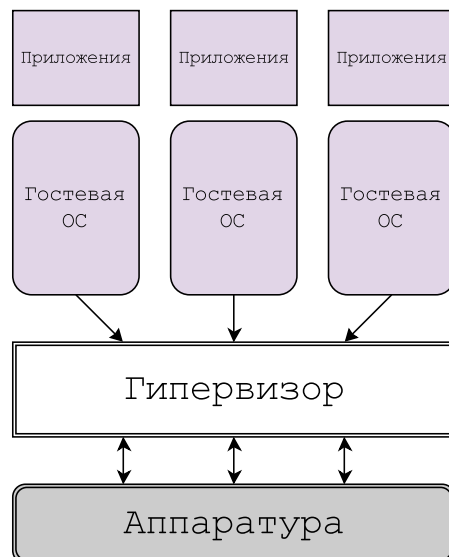 Приложения Приложения Приложения
Гостевая Гостевая Гостевая
ОС ОС ОС
Гипервизор
Аппаратура